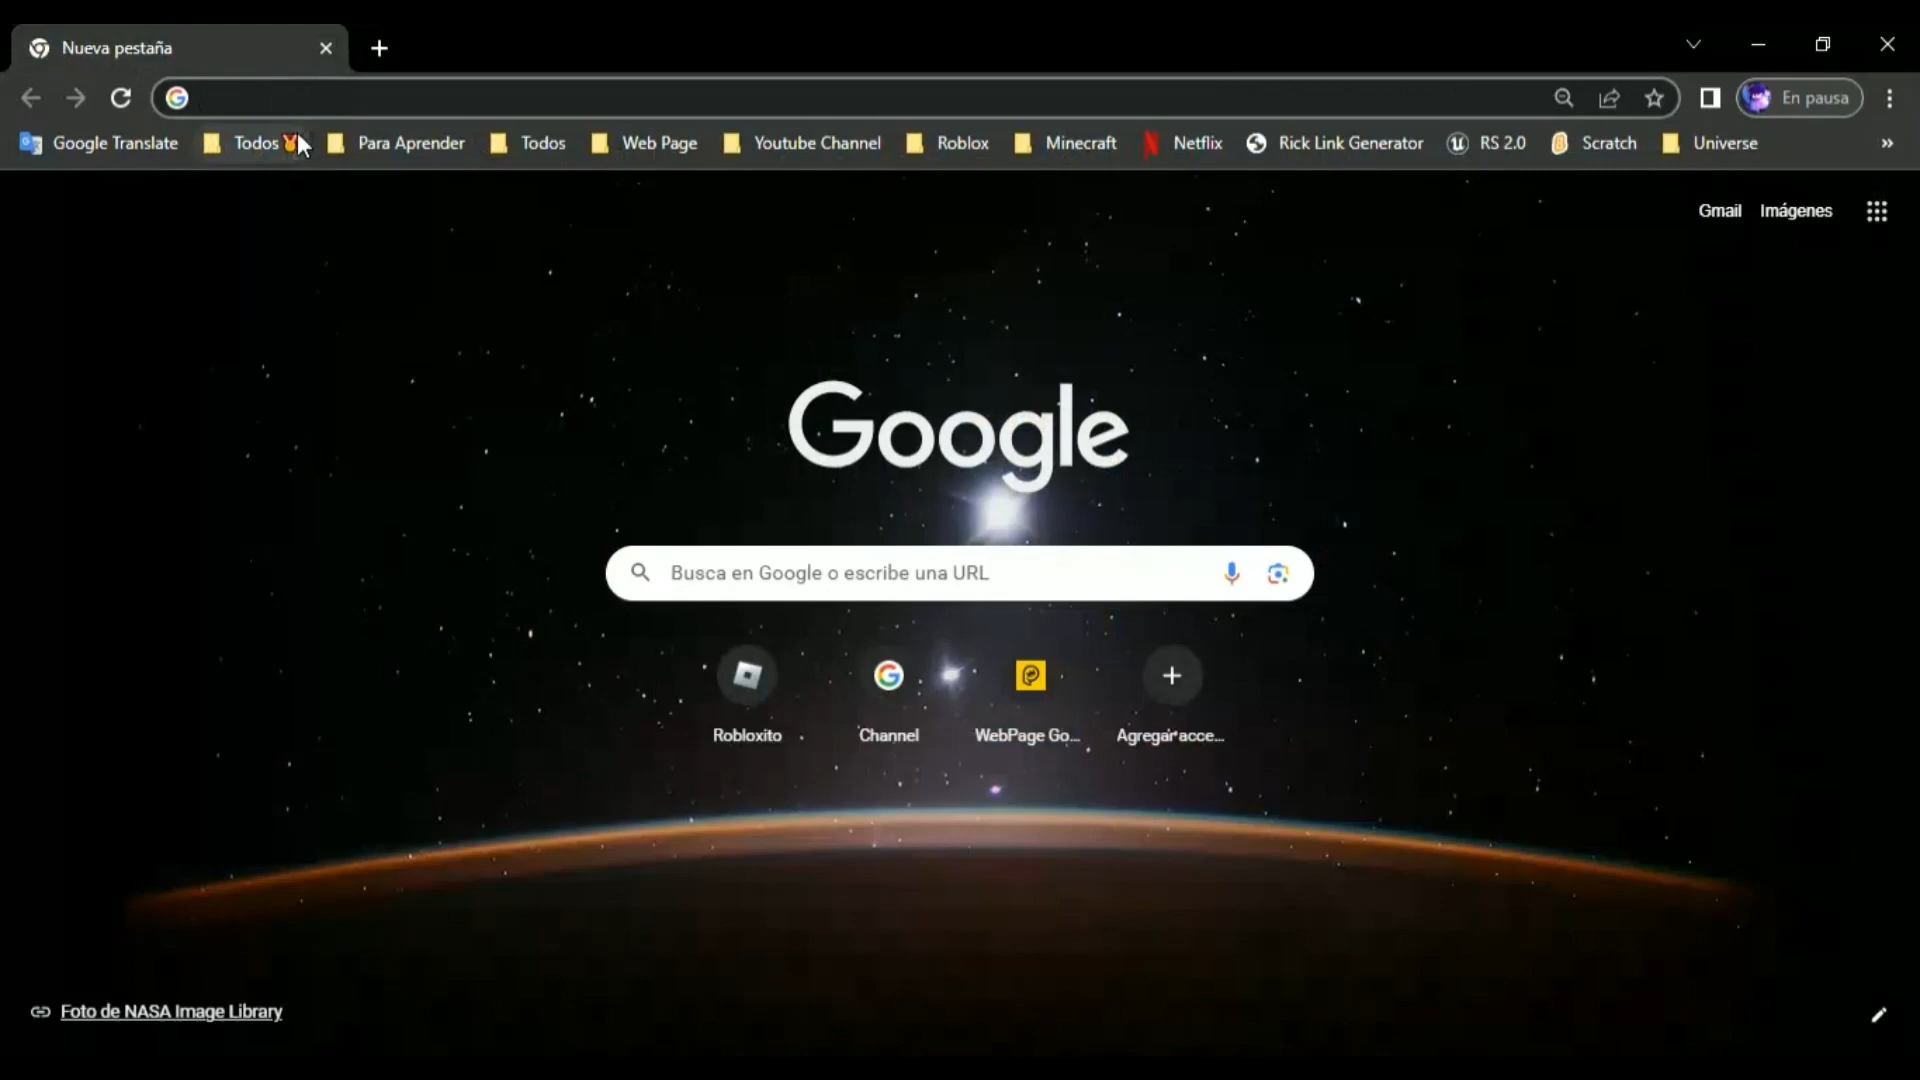 Nueva pestaña
En pausa
Google Translate Todos Para Aprender Todos Web Page Youtube Channel Roblox Minecraft Netflix Rick Link Generator RS 2.0 Scratch Universe »
Gmail Imágenes
Google
Busca en Google o escribe una URL
Robloxito Channel WebPage Go... Agregar acce...
Foto de NASA Image Library